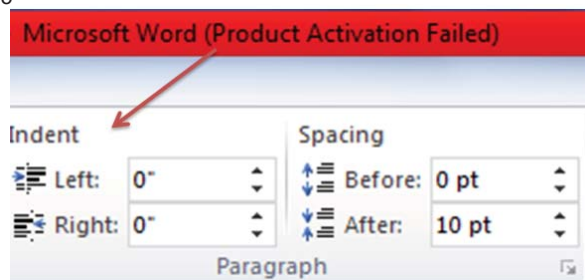 Microsoft Word (Product Activation Failed)
Indent Spacing
Left: 0" Before: 0 pt
Right: 0" After: 10 pt
Paragraph